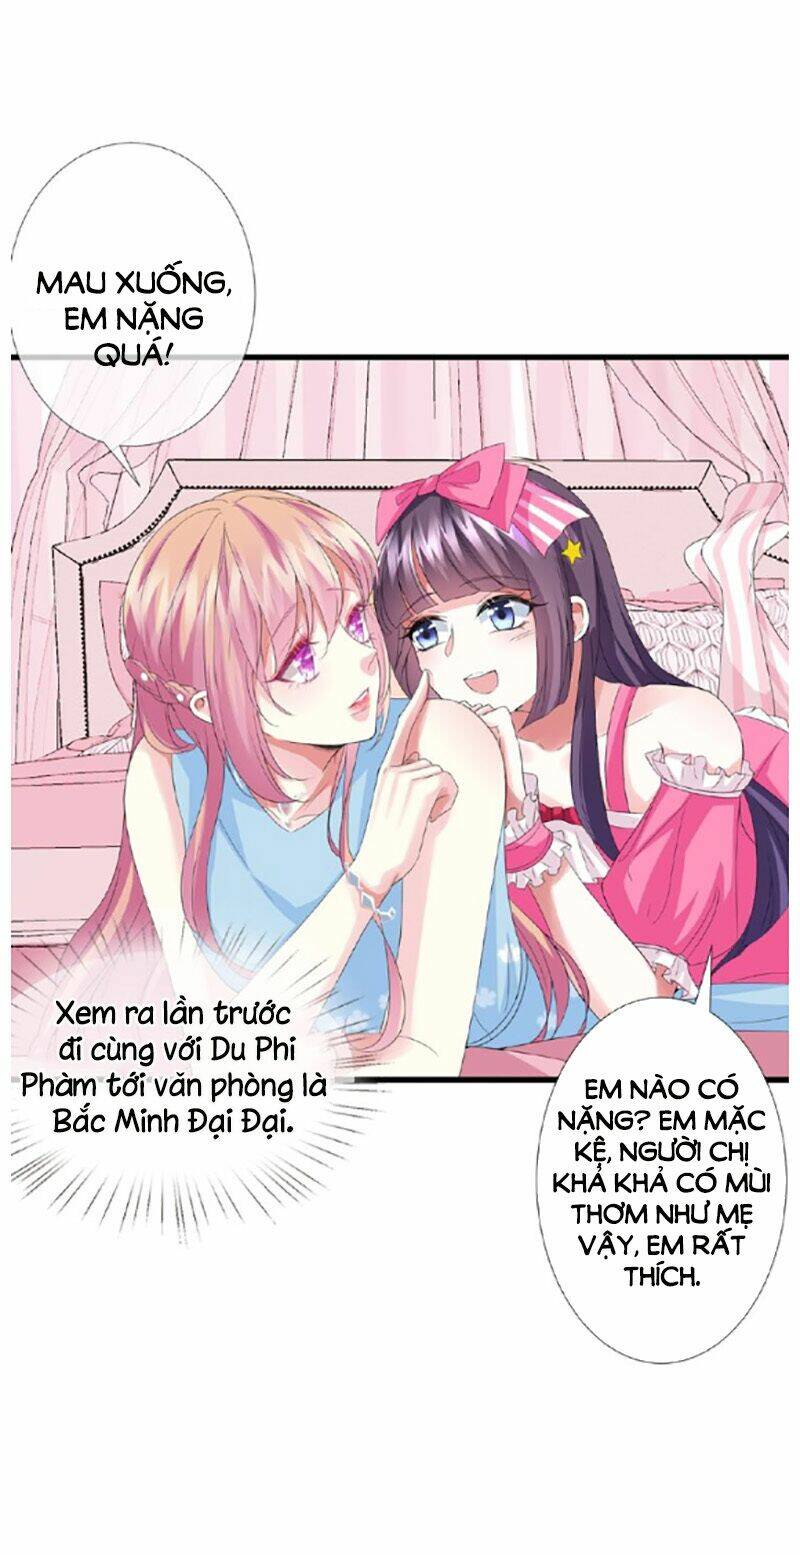 MAU XUỐNG,
EM NẶNG
QUÁ!
Xem ra lần trước
đi cùng với Du Phi
Phàm tới văn phòng là
Bắc Minh Đại Đại.
EM NÀO CÓ
NẶNG? EM MẶC
KỆ, NGƯỜI CHỊ
KHẢ KHẢ CÓ MÙI
THƠM NHƯ MẸ
VẬY, EM RẤT
THÍCH.